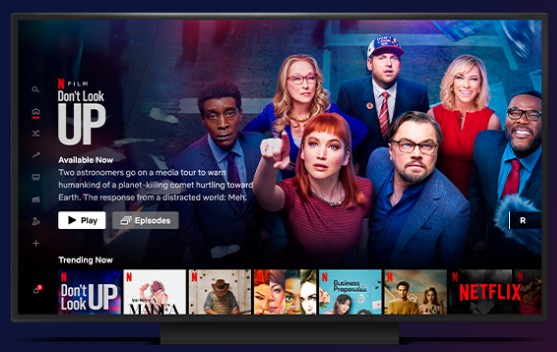 N FILM
Don't Look
UP
Available Now
Two astronomers go on a media tour to warn
humankind of a planet-killing comet hurtling toward
Earth. The response from a distracted world: Meh.
Play
Episodes
R
Trending Now
N
Don't Look UP
N
MADEA
N
N
N
Business
Proposal
N
N
NETFLIX